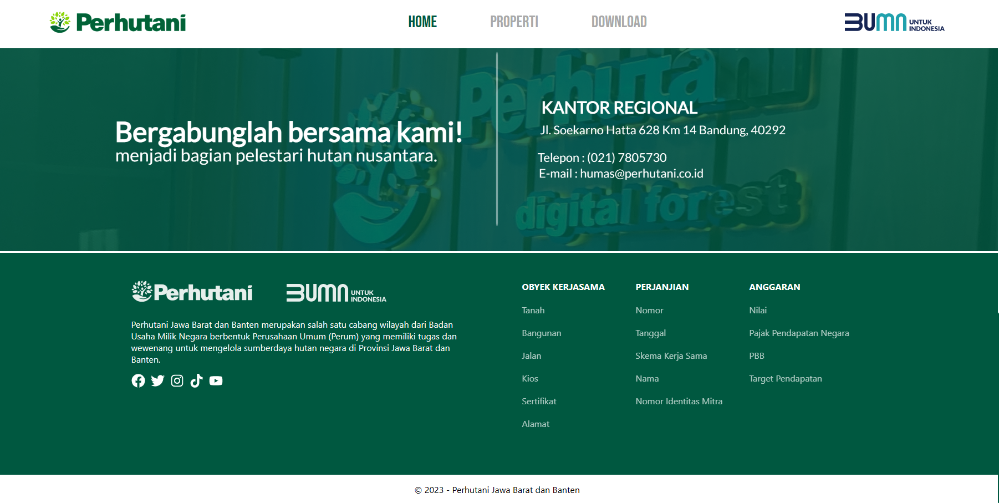 Perhutani
HOME
PROPERTI
DOWNLOAD
BUMN UNTUK INDONESIA
Perhutani
digital forest
Bergabunglah bersama kami!
menjadi bagian pelestari hutan nusantara.
KANTOR REGIONAL
Jl. Soekarno Hatta 628 Km 14 Bandung, 40292
Telepon : (021) 7805730
E-mail : humas@perhutani.co.id
Perhutani
BUMN UNTUK INDONESIA
Perhutani Jawa Barat dan Banten merupakan salah satu cabang wilayah dari Badan
Usaha Milik Negara berbentuk Perusahaan Umum (Perum) yang memiliki tugas dan
wewenang untuk mengelola sumberdaya hutan negara di Provinsi Jawa Barat dan
Banten.
OBYEK KERJASAMA
Tanah
Bangunan
Jalan
Kios
Sertifikat
Alamat
PERJANJIAN
Nomor
Tanggal
Skema Kerja Sama
Nama
Nomor Identitas Mitra
ANGGARAN
Nilai
Pajak Pendapatan Negara
PBB
Target Pendapatan
© 2023 - Perhutani Jawa Barat dan Banten